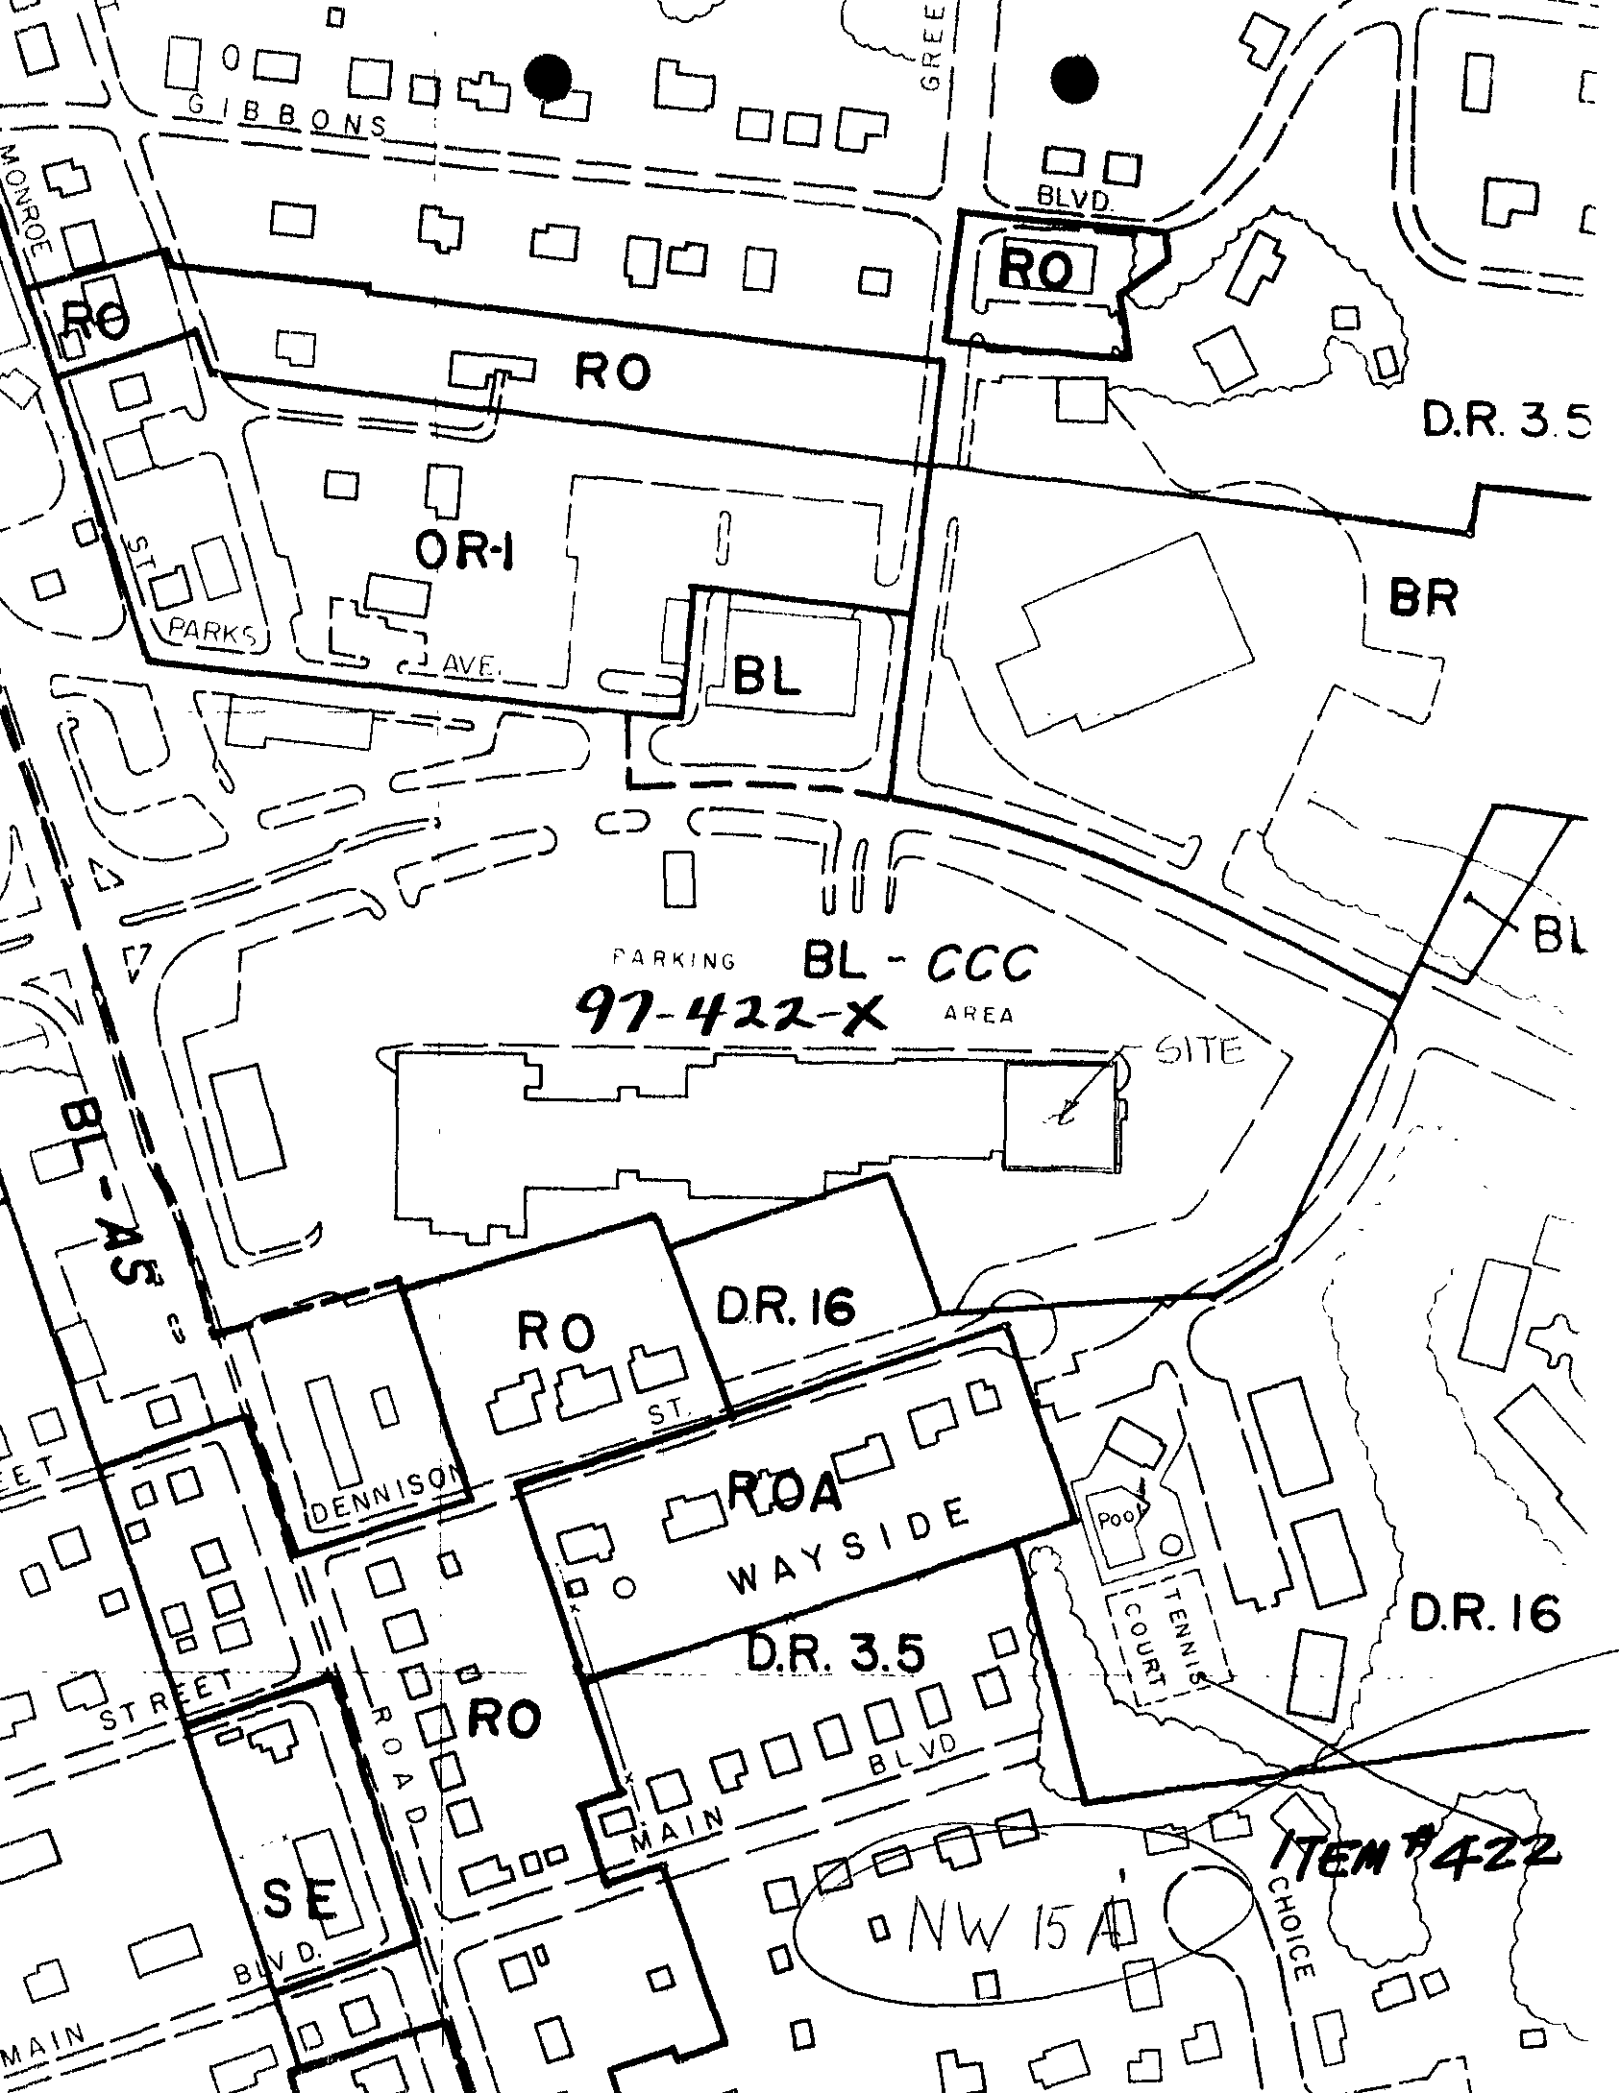 GREE
GIBBONS
MONROE
BLVD.
RO
RO
RO
D.R. 3.5
OR-1
ST.
BR
PARKS
AVE.
BL
BL
PARKING
BL - CCC
97-422-X
AREA
SITE
BL - AS
D.R. 16
RO
ST.
EET
DENNISON
ROA
WAYSIDE
POOL
TENNIS
COURT
D.R. 16
D.R. 3.5
STREET
ROAD
RO
BLVD
MAIN
ITEM #422
SE
NW 15A
CHOICE
BLVD.
MAIN